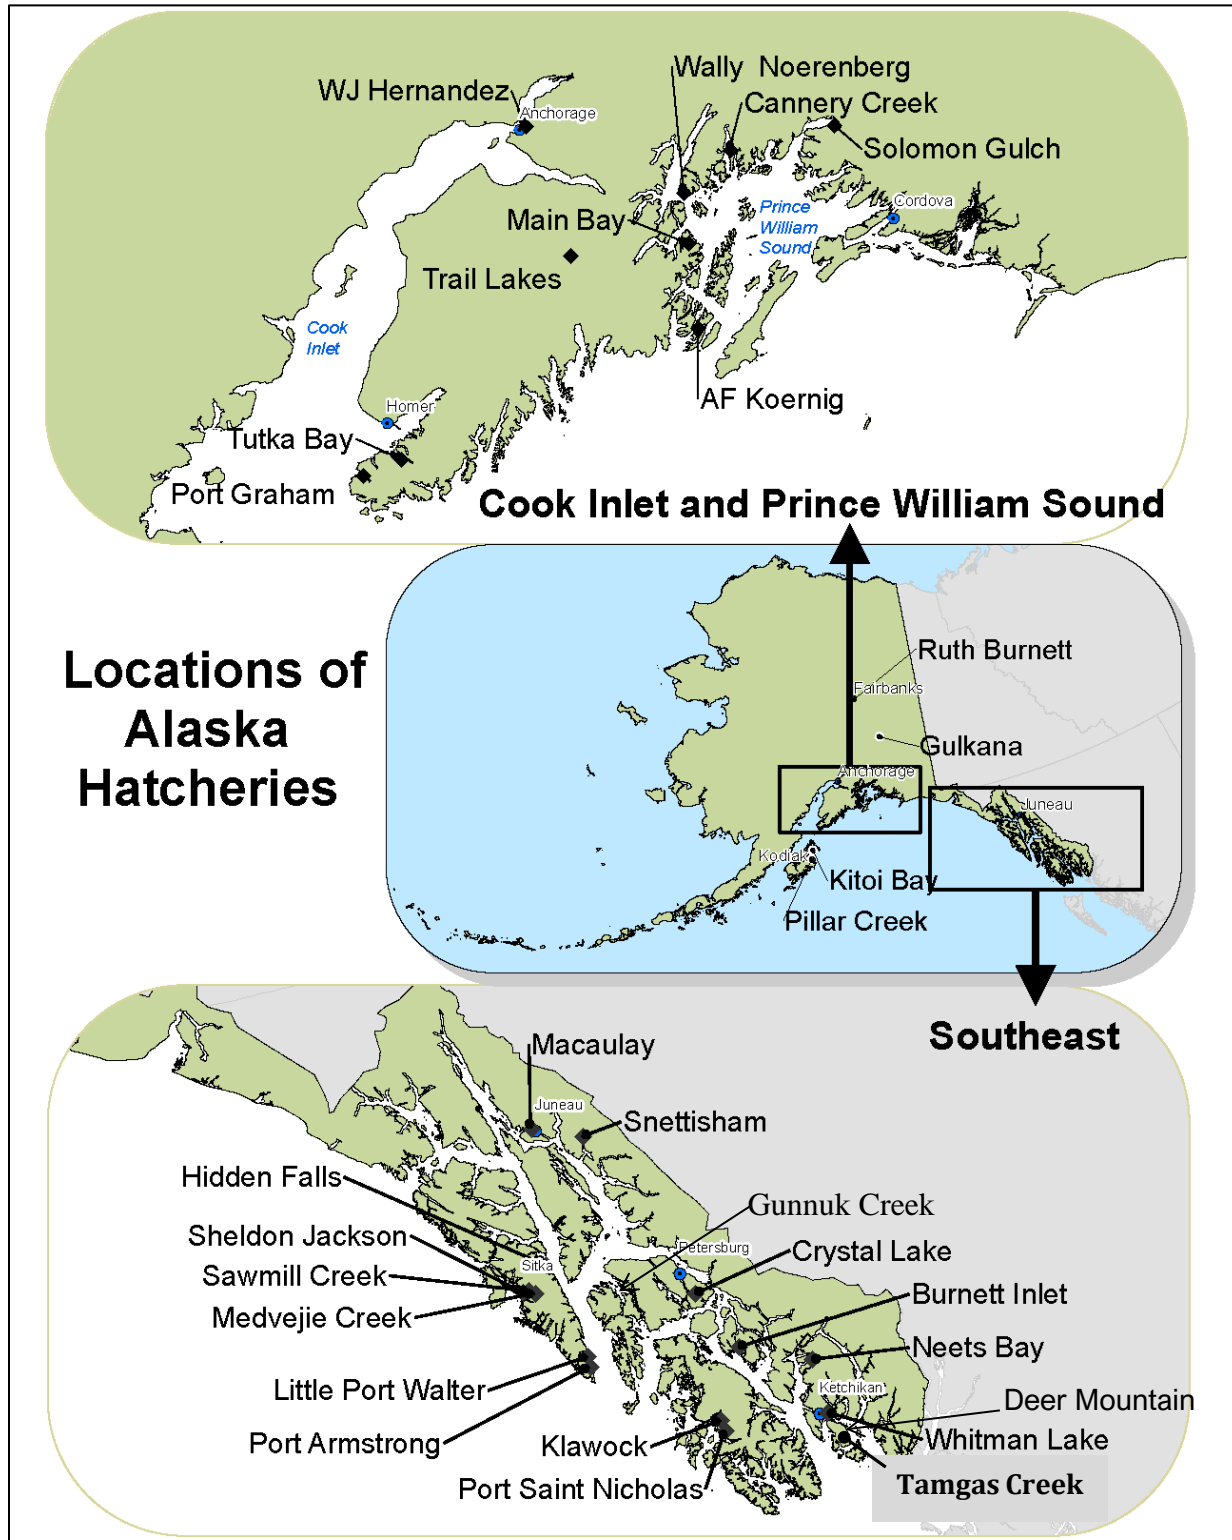 Wally Noerenberg
WJ Hernandez
Cannery Creek
Anchorage
Solomon Gulch
Main Bay
Prince
William
Sound
Cordova
Trail Lakes
Cook
Inlet
AF Koernig
Homer
Tutka Bay
Port Graham
Cook Inlet and Prince William Sound
Locations of
Alaska
Hatcheries
Ruth Burnett
Fairbanks
Gulkana
Anchorage
Juneau
Kodiak
Kitoi Bay
Pillar Creek
Southeast
Macaulay
Juneau
Snettisham
Hidden Falls
Gunnuk Creek
Sheldon Jackson
Petersburg
Crystal Lake
Sitka
Sawmill Creek
Medvejie Creek
Burnett Inlet
Neets Bay
Little Port Walter
Ketchikan
Deer Mountain
Port Armstrong
Klawock
Whitman Lake
Port Saint Nicholas
Tamgas Creek